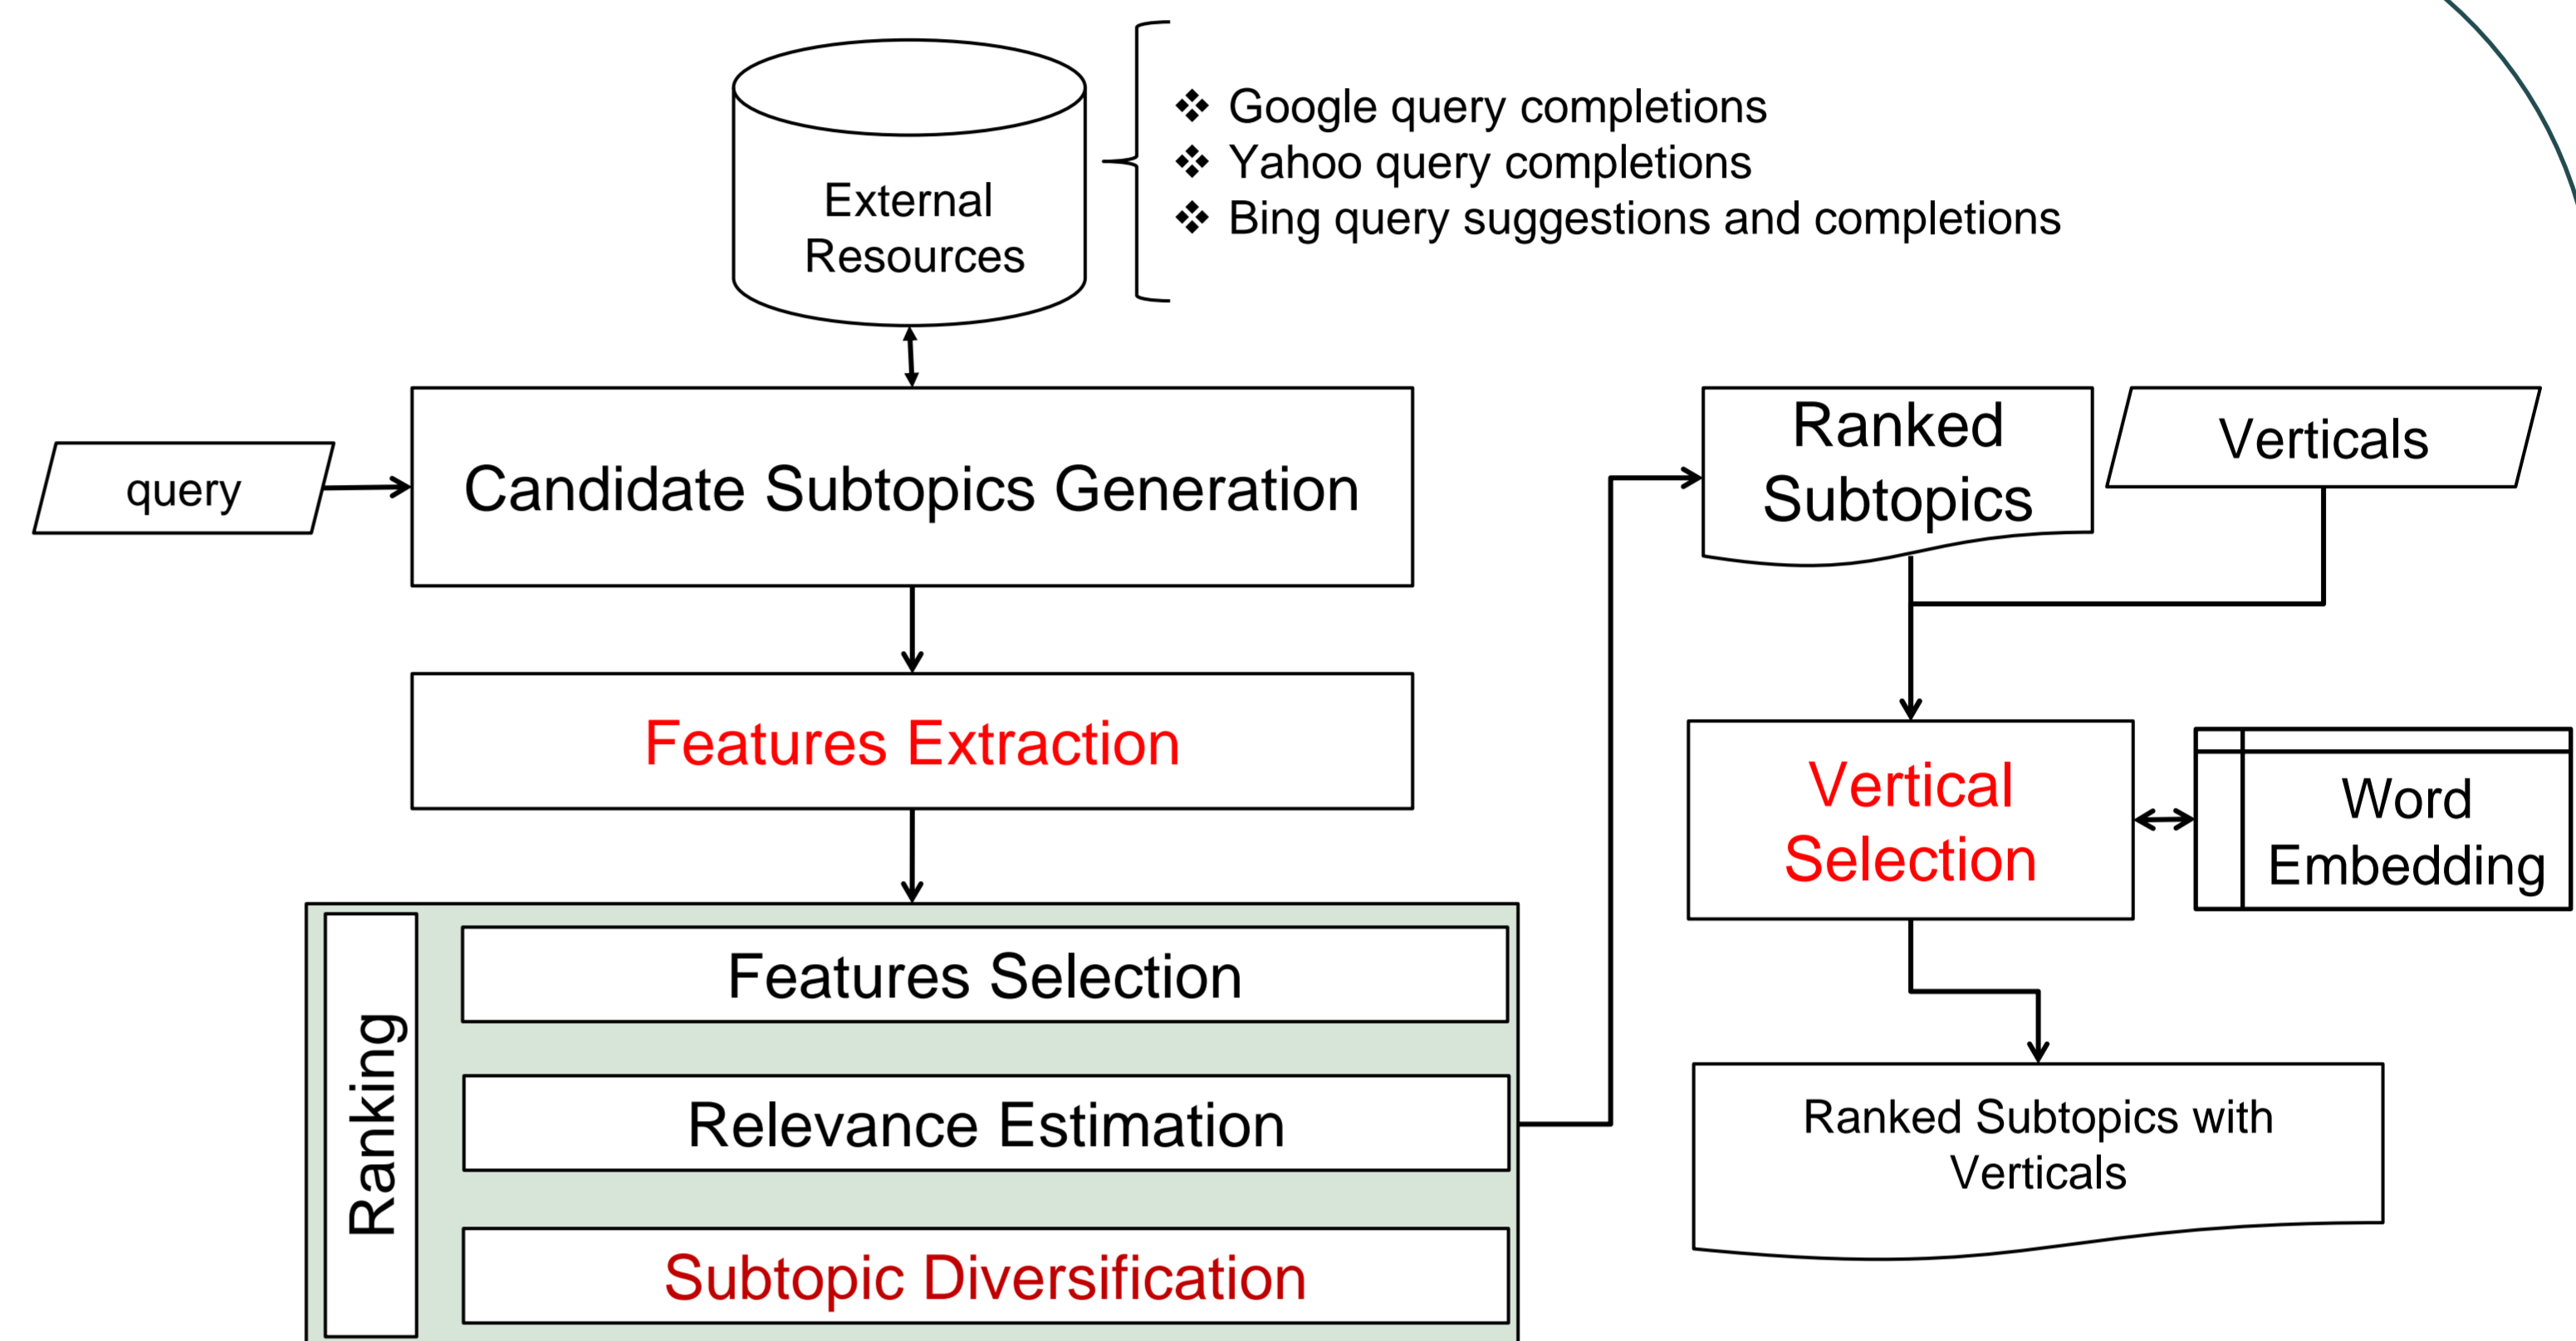 External
Resources
❖ Google query completions
❖ Yahoo query completions
❖ Bing query suggestions and completions
query
Candidate Subtopics Generation
Features Extraction
Ranking
Features Selection
Relevance Estimation
Subtopic Diversification
Ranked
Subtopics
Verticals
Vertical
Selection
Word
Embedding
Ranked Subtopics with
Verticals